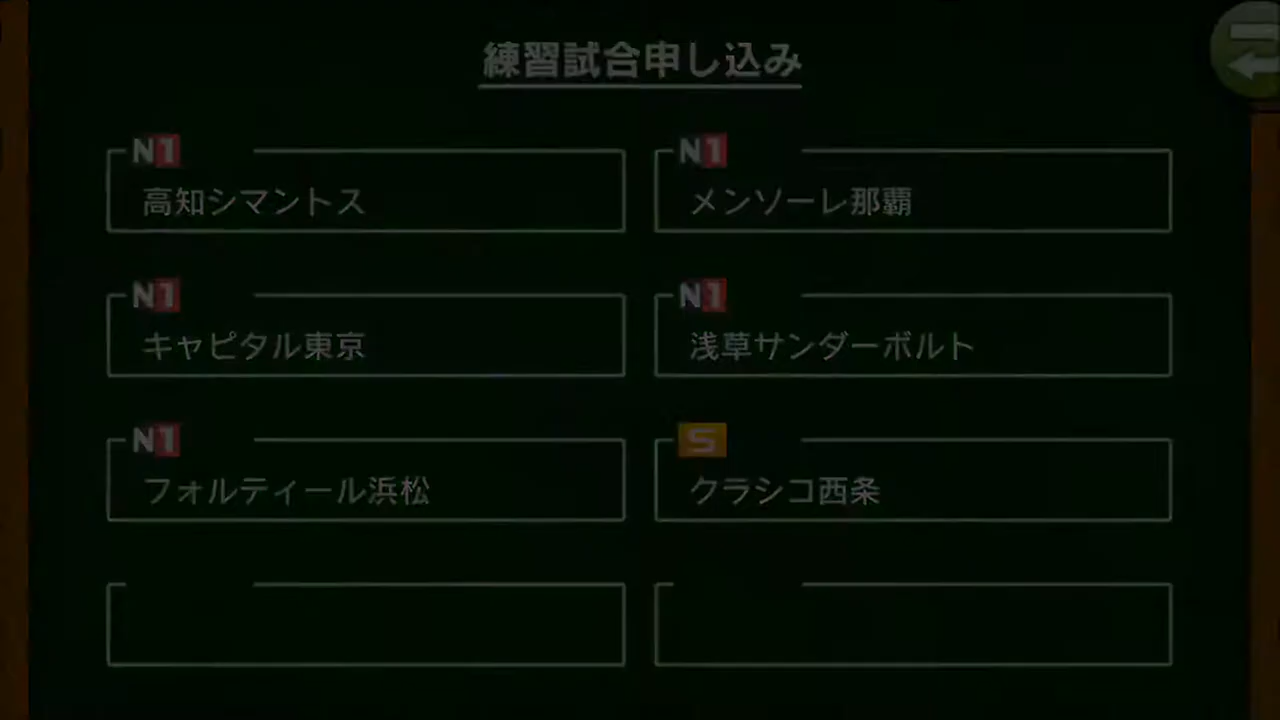 練習試合申し込み
N1
高知シマントス
N1
メンソーレ那覇
N1
キャピタル東京
N1
浅草サンダーボルト
N1
フォルティール浜松
S
クラシコ西条